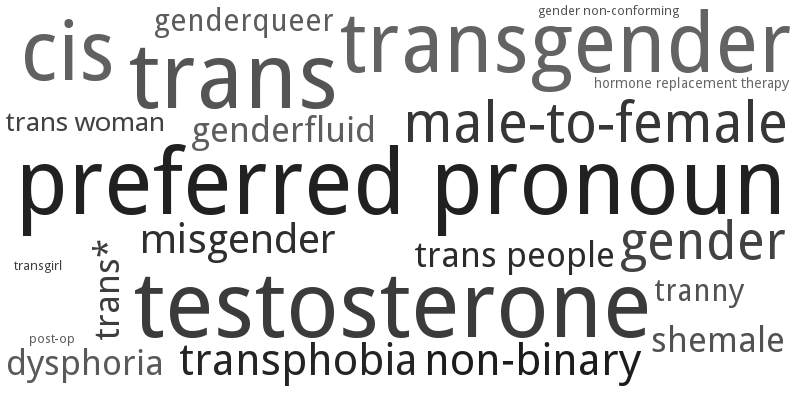 gender non-conforming
genderqueer
cis
trans
transgender
hormone replacement therapy
trans woman
genderfluid
male-to-female
preferred pronoun
misgender
trans people
gender
transgirl
trans*
testosterone
tranny
post-op
shemale
dysphoria
transphobia
non-binary